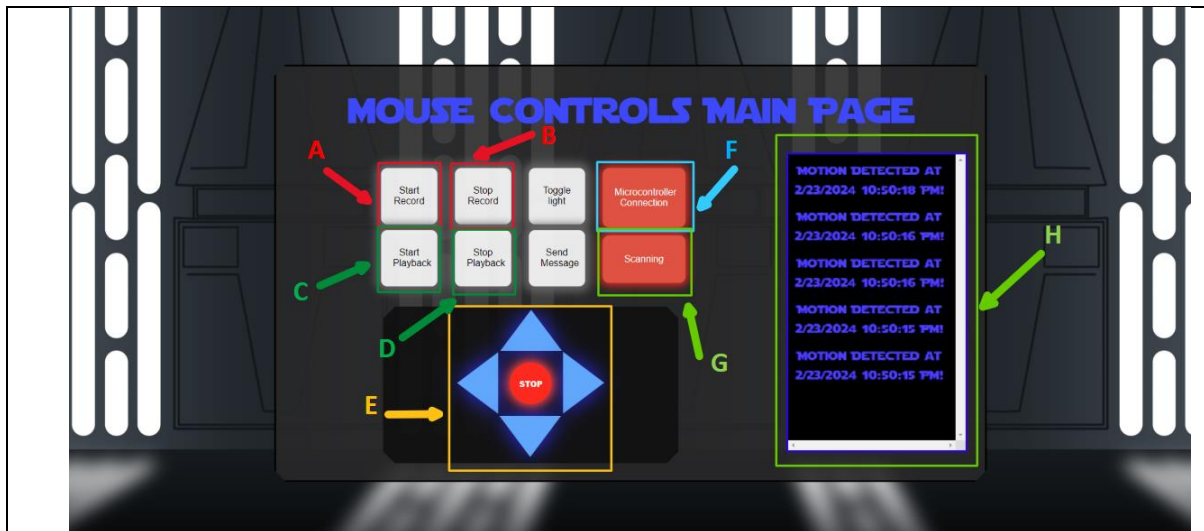 MOUSE CONTROLS MAIN PAGE
A
B
F
Start
Record
Stop
Record
Toggle
light
Microcontroller
Connection
Start
Playback
Stop
Playback
Send
Message
Scanning
C
D
G
E
STOP
MOTION DETECTED AT
2/23/2024 10:50:18 PM!
MOTION DETECTED AT
2/23/2024 10:50:16 PM!
MOTION DETECTED AT
2/23/2024 10:50:16 PM!
MOTION DETECTED AT
2/23/2024 10:50:15 PM!
MOTION DETECTED AT
2/23/2024 10:50:15 PM!
H